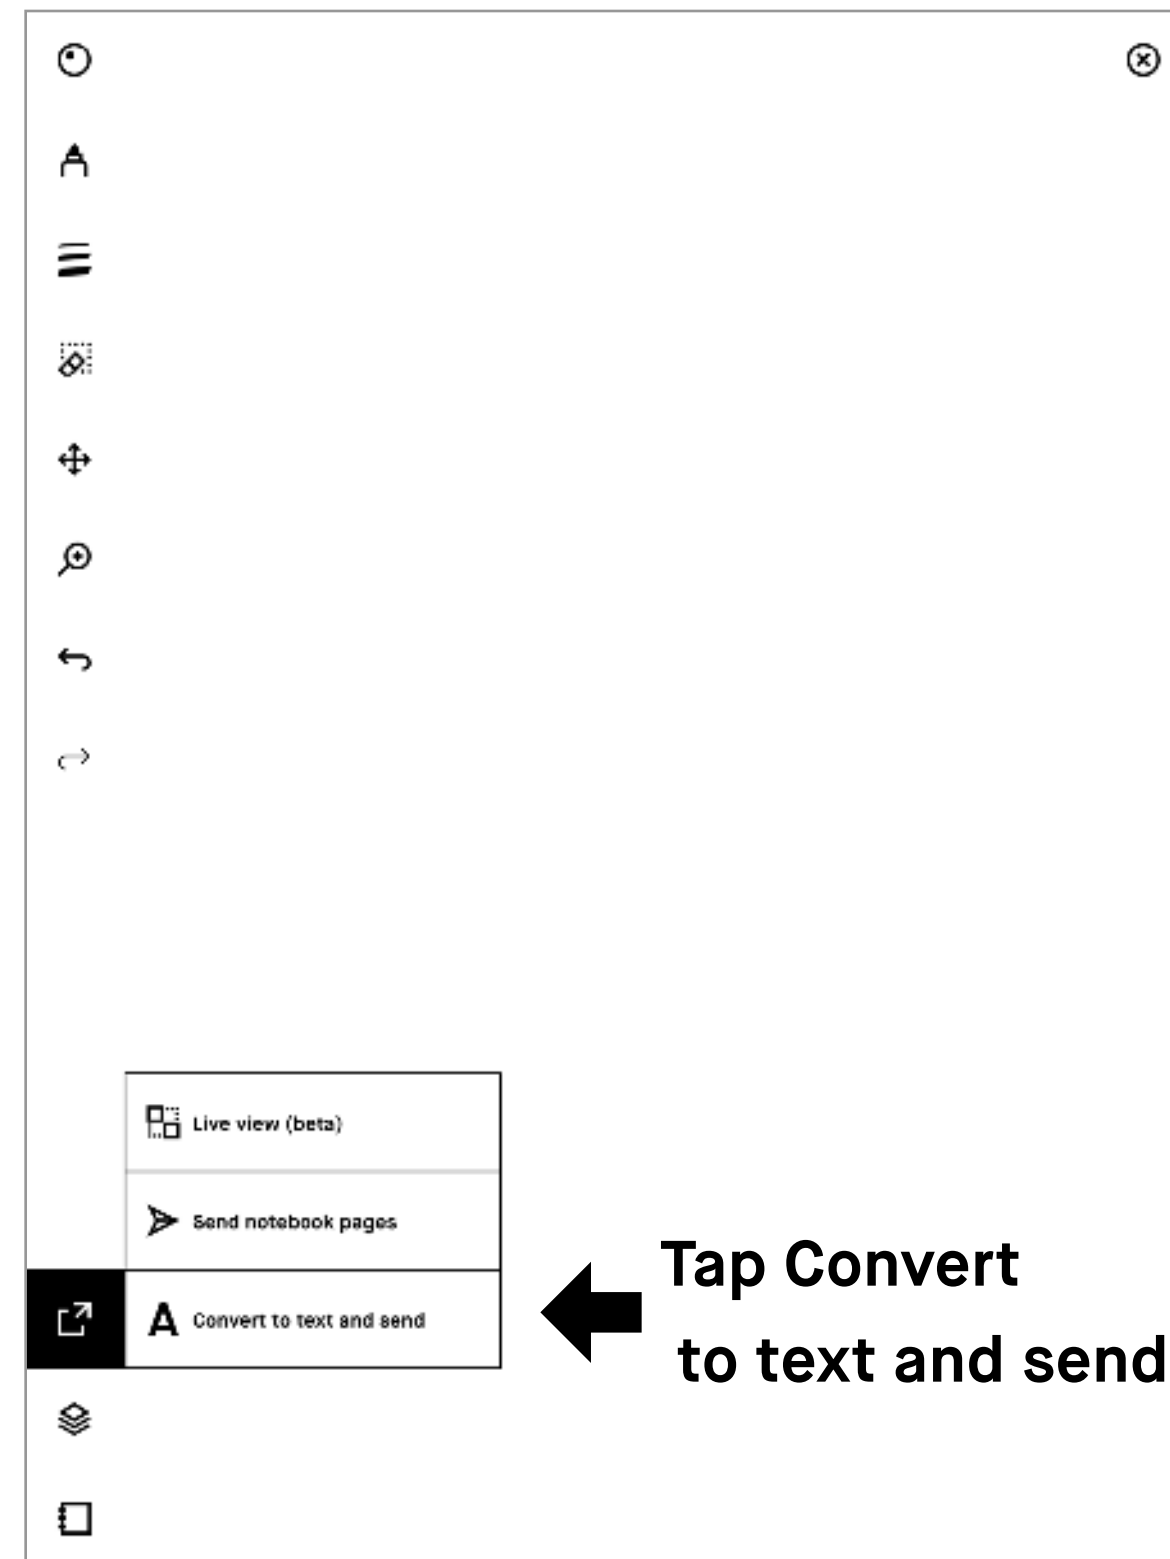 Live view (beta)
Send notebook pages
Convert to text and send
Tap Convert
to text and send